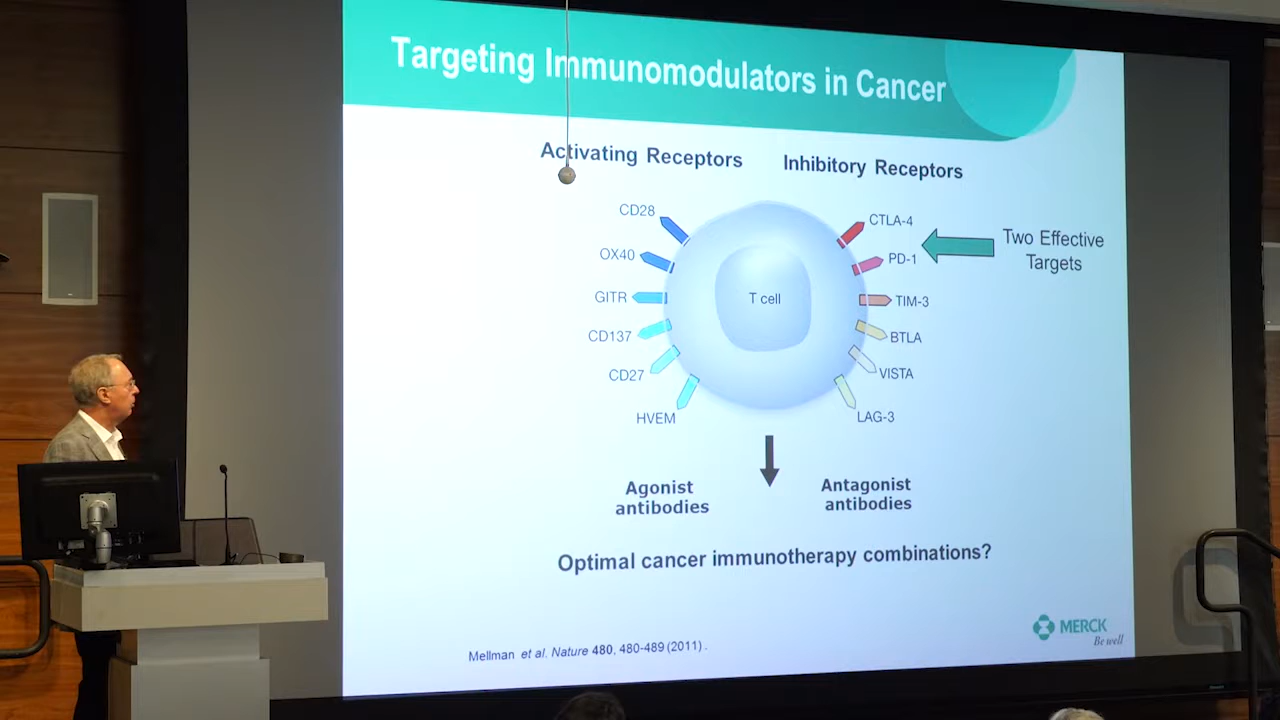 Targeting Immunomodulators in Cancer
Activating Receptors
Inhibitory Receptors
CD28
OX40
GITR
CD137
CD27
HVEM
T cell
CTLA-4
PD-1
TIM-3
BTLA
VISTA
LAG-3
Two Effective
Targets
Agonist
antibodies
Antagonist
antibodies
Optimal cancer immunotherapy combinations?
Mellman et al. Nature 480, 480-489 (2011).
MERCK
Be well